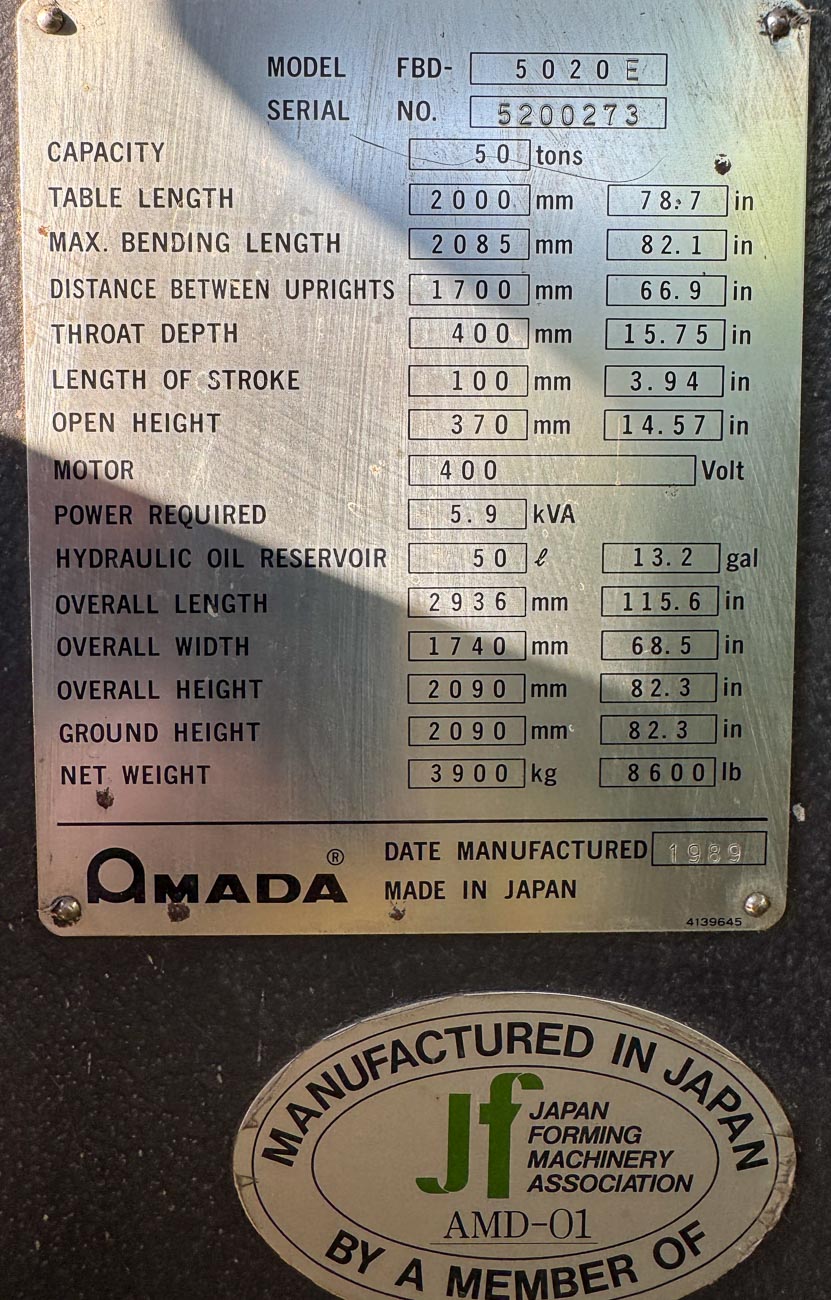 MODEL FBD- 5020E
SERIAL NO. 5200273
CAPACITY 50 tons
TABLE LENGTH 2000 mm 78.7 in
MAX. BENDING LENGTH 2085 mm 82.1 in
DISTANCE BETWEEN UPRIGHTS 1700 mm 66.9 in
THROAT DEPTH 400 mm 15.75 in
LENGTH OF STROKE 100 mm 3.94 in
OPEN HEIGHT 370 mm 14.57 in
MOTOR 400 Volt
POWER REQUIRED 5.9 kVA
HYDRAULIC OIL RESERVOIR 50 ℓ 13.2 gal
OVERALL LENGTH 2936 mm 115.6 in
OVERALL WIDTH 1740 mm 68.5 in
OVERALL HEIGHT 2090 mm 82.3 in
GROUND HEIGHT 2090 mm 82.3 in
NET WEIGHT 3900 kg 8600 lb
AMADA ®
DATE MANUFACTURED 1989
MADE IN JAPAN
4139645
MANUFACTURED IN JAPAN
Jf
JAPAN
FORMING
MACHINERY
ASSOCIATION
AMD-01
BY A MEMBER OF